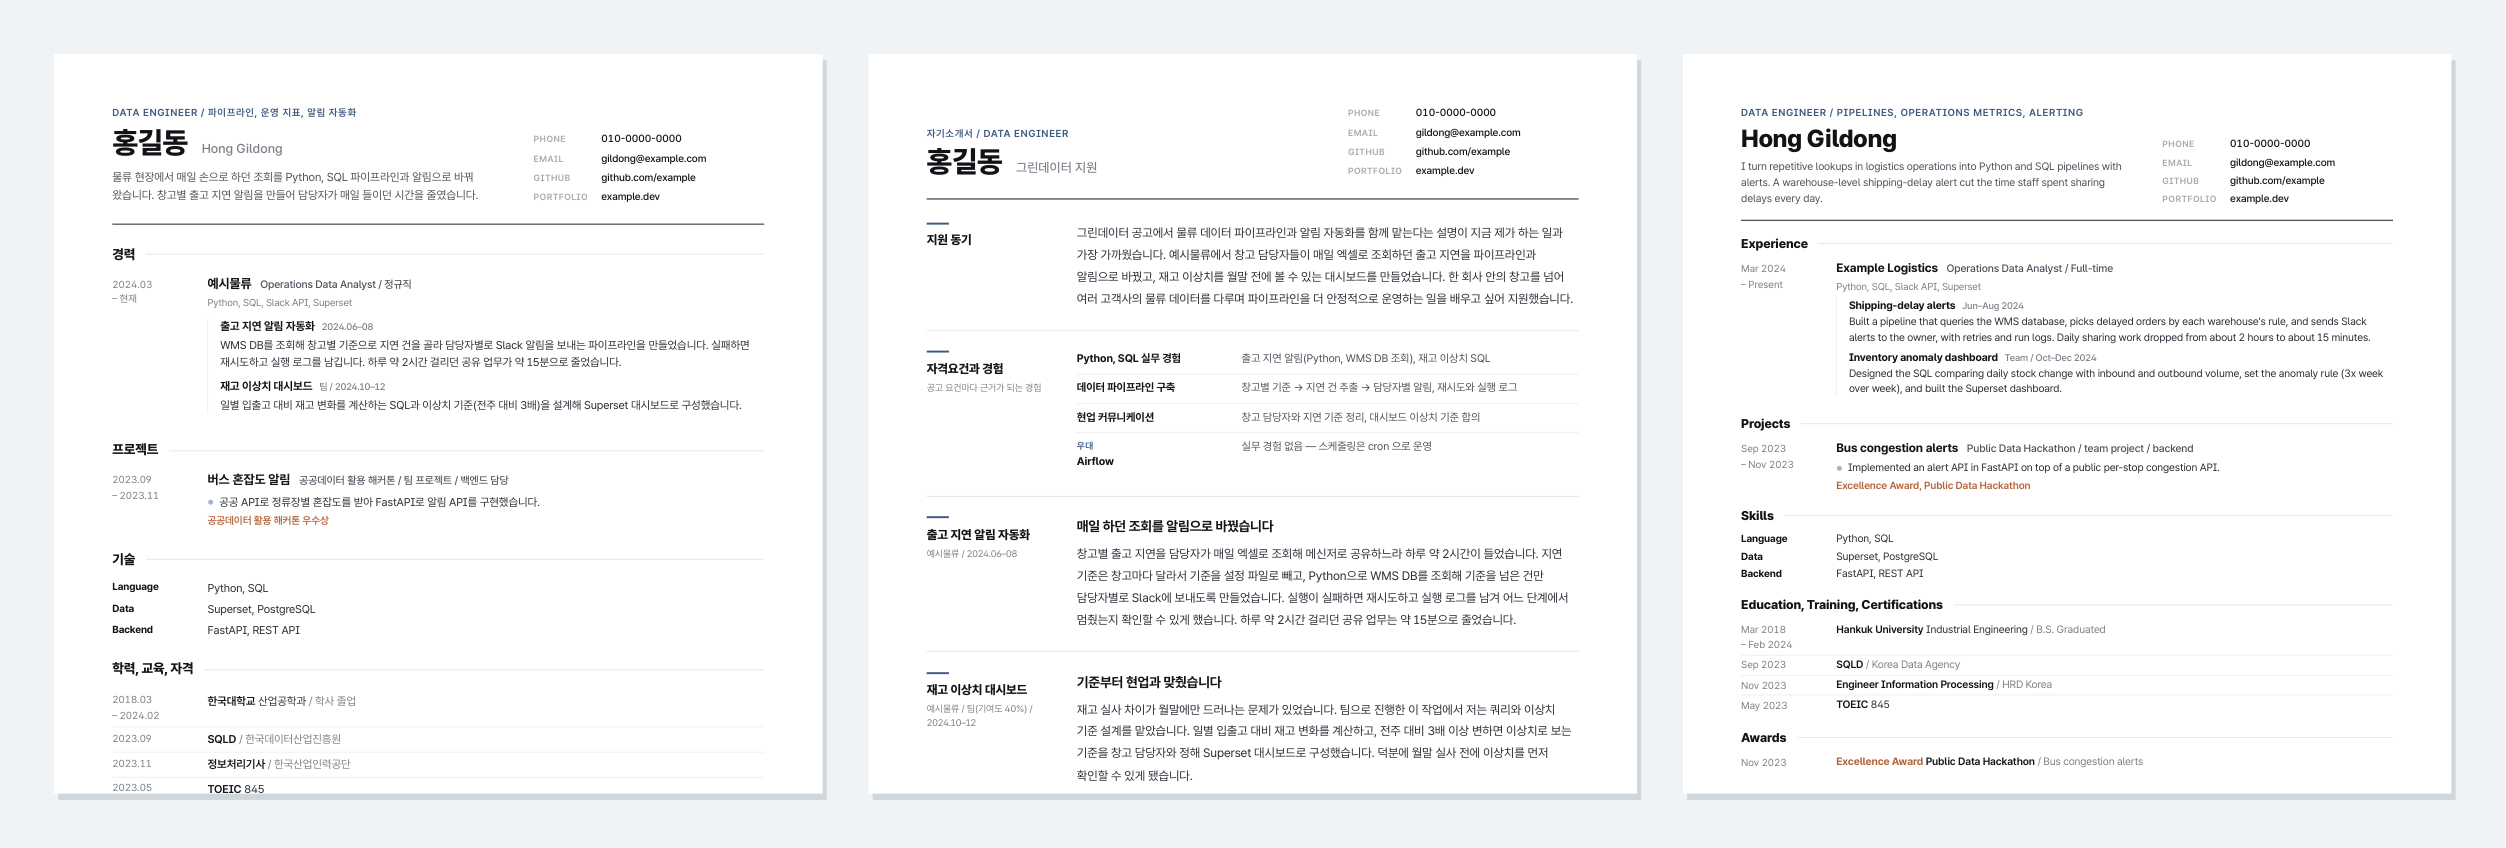 DATA ENGINEER / 파이프라인, 운영 지표, 알림 자동화
홍길동 Hong Gildong
물류 현장에서 매일 손으로 하던 조회를 Python, SQL 파이프라인과 알림으로 바꿔
왔습니다. 창고별 출고 지연 알림을 만들어 담당자가 매일 들이던 시간을 줄였습니다.
PHONE 010-0000-0000
EMAIL gildong@example.com
GITHUB github.com/example
PORTFOLIO example.dev
경력
2024.03
– 현재
예시물류 Operations Data Analyst / 정규직
Python, SQL, Slack API, Superset
출고 지연 알림 자동화 2024.06–08
WMS DB를 조회해 창고별 기준으로 지연 건을 골라 담당자별로 Slack 알림을 보내는 파이프라인을 만들었습니다. 실패하면
재시도하고 실행 로그를 남깁니다. 하루 약 2시간 걸리던 공유 업무가 약 15분으로 줄었습니다.
재고 이상치 대시보드 팀 / 2024.10–12
일별 입출고 대비 재고 변화를 계산하는 SQL과 이상치 기준(전주 대비 3배)을 설계해 Superset 대시보드로 구성했습니다.
프로젝트
2023.09
– 2023.11
버스 혼잡도 알림 공공데이터 활용 해커톤 / 팀 프로젝트 / 백엔드 담당
공공 API로 정류장별 혼잡도를 받아 FastAPI로 알림 API를 구현했습니다.
공공데이터 활용 해커톤 우수상
기술
Language Python, SQL
Data Superset, PostgreSQL
Backend FastAPI, REST API
학력, 교육, 자격
2018.03
– 2024.02
한국대학교 산업공학과 / 학사 졸업
2023.09 SQLD / 한국데이터산업진흥원
2023.11 정보처리기사 / 한국산업인력공단
2023.05 TOEIC 845
자기소개서 / DATA ENGINEER
홍길동 그린데이터 지원
PHONE 010-0000-0000
EMAIL gildong@example.com
GITHUB github.com/example
PORTFOLIO example.dev
지원 동기
그린데이터 공고에서 물류 데이터 파이프라인과 알림 자동화를 함께 맡는다는 설명이 지금 제가 하는 일과
가장 가까웠습니다. 예시물류에서 창고 담당자들이 매일 엑셀로 조회하던 출고 지연을 파이프라인과
알림으로 바꿨고, 재고 이상치를 월말 전에 볼 수 있는 대시보드를 만들었습니다. 한 회사 안의 창고를 넘어
여러 고객사의 물류 데이터를 다루며 파이프라인을 더 안정적으로 운영하는 일을 배우고 싶어 지원했습니다.
자격요건과 경험
공고 요건마다 근거가 되는 경험
Python, SQL 실무 경험 출고 지연 알림(Python, WMS DB 조회), 재고 이상치 SQL
데이터 파이프라인 구축 창고별 기준 → 지연 건 추출 → 담당자별 알림, 재시도와 실행 로그
현업 커뮤니케이션 창고 담당자와 지연 기준 정리, 대시보드 이상치 기준 합의
우대
Airflow
실무 경험 없음 — 스케줄링은 cron 으로 운영
출고 지연 알림 자동화
예시물류 / 2024.06–08
매일 하던 조회를 알림으로 바꿨습니다
창고별 출고 지연을 담당자가 매일 엑셀로 조회해 메신저로 공유하느라 하루 약 2시간이 들었습니다. 지연
기준은 창고마다 달라서 기준을 설정 파일로 빼고, Python으로 WMS DB를 조회해 기준을 넘은 건만
담당자별로 Slack에 보내도록 만들었습니다. 실행이 실패하면 재시도하고 실행 로그를 남겨 어느 단계에서
멈췄는지 확인할 수 있게 했습니다. 하루 약 2시간 걸리던 공유 업무는 약 15분으로 줄었습니다.
재고 이상치 대시보드
예시물류 / 팀(기여도 40%) /
2024.10–12
기준부터 현업과 맞췄습니다
재고 실사 차이가 월말에만 드러나는 문제가 있었습니다. 팀으로 진행한 이 작업에서 저는 쿼리와 이상치
기준 설계를 맡았습니다. 일별 입출고 대비 재고 변화를 계산하고, 전주 대비 3배 이상 변하면 이상치로 보는
기준을 창고 담당자와 정해 Superset 대시보드로 구성했습니다. 덕분에 월말 실사 전에 이상치를 먼저
확인할 수 있게 됐습니다.
DATA ENGINEER / PIPELINES, OPERATIONS METRICS, ALERTING
Hong Gildong
I turn repetitive lookups in logistics operations into Python and SQL pipelines with
alerts. A warehouse-level shipping-delay alert cut the time staff spent sharing
delays every day.
PHONE 010-0000-0000
EMAIL gildong@example.com
GITHUB github.com/example
PORTFOLIO example.dev
Experience
Mar 2024
– Present
Example Logistics Operations Data Analyst / Full-time
Python, SQL, Slack API, Superset
Shipping-delay alerts Jun–Aug 2024
Built a pipeline that queries the WMS database, picks delayed orders by each warehouse's rule, and sends Slack
alerts to the owner, with retries and run logs. Daily sharing work dropped from about 2 hours to about 15 minutes.
Inventory anomaly dashboard Team / Oct–Dec 2024
Designed the SQL comparing daily stock change with inbound and outbound volume, set the anomaly rule (3x week
over week), and built the Superset dashboard.
Projects
Sep 2023
– Nov 2023
Bus congestion alerts Public Data Hackathon / team project / backend
Implemented an alert API in FastAPI on top of a public per-stop congestion API.
Excellence Award, Public Data Hackathon
Skills
Language Python, SQL
Data Superset, PostgreSQL
Backend FastAPI, REST API
Education, Training, Certifications
Mar 2018
– Feb 2024
Hankuk University Industrial Engineering / B.S. Graduated
Sep 2023 SQLD / Korea Data Agency
Nov 2023 Engineer Information Processing / HRD Korea
May 2023 TOEIC 845
Awards
Nov 2023 Excellence Award Public Data Hackathon / Bus congestion alerts